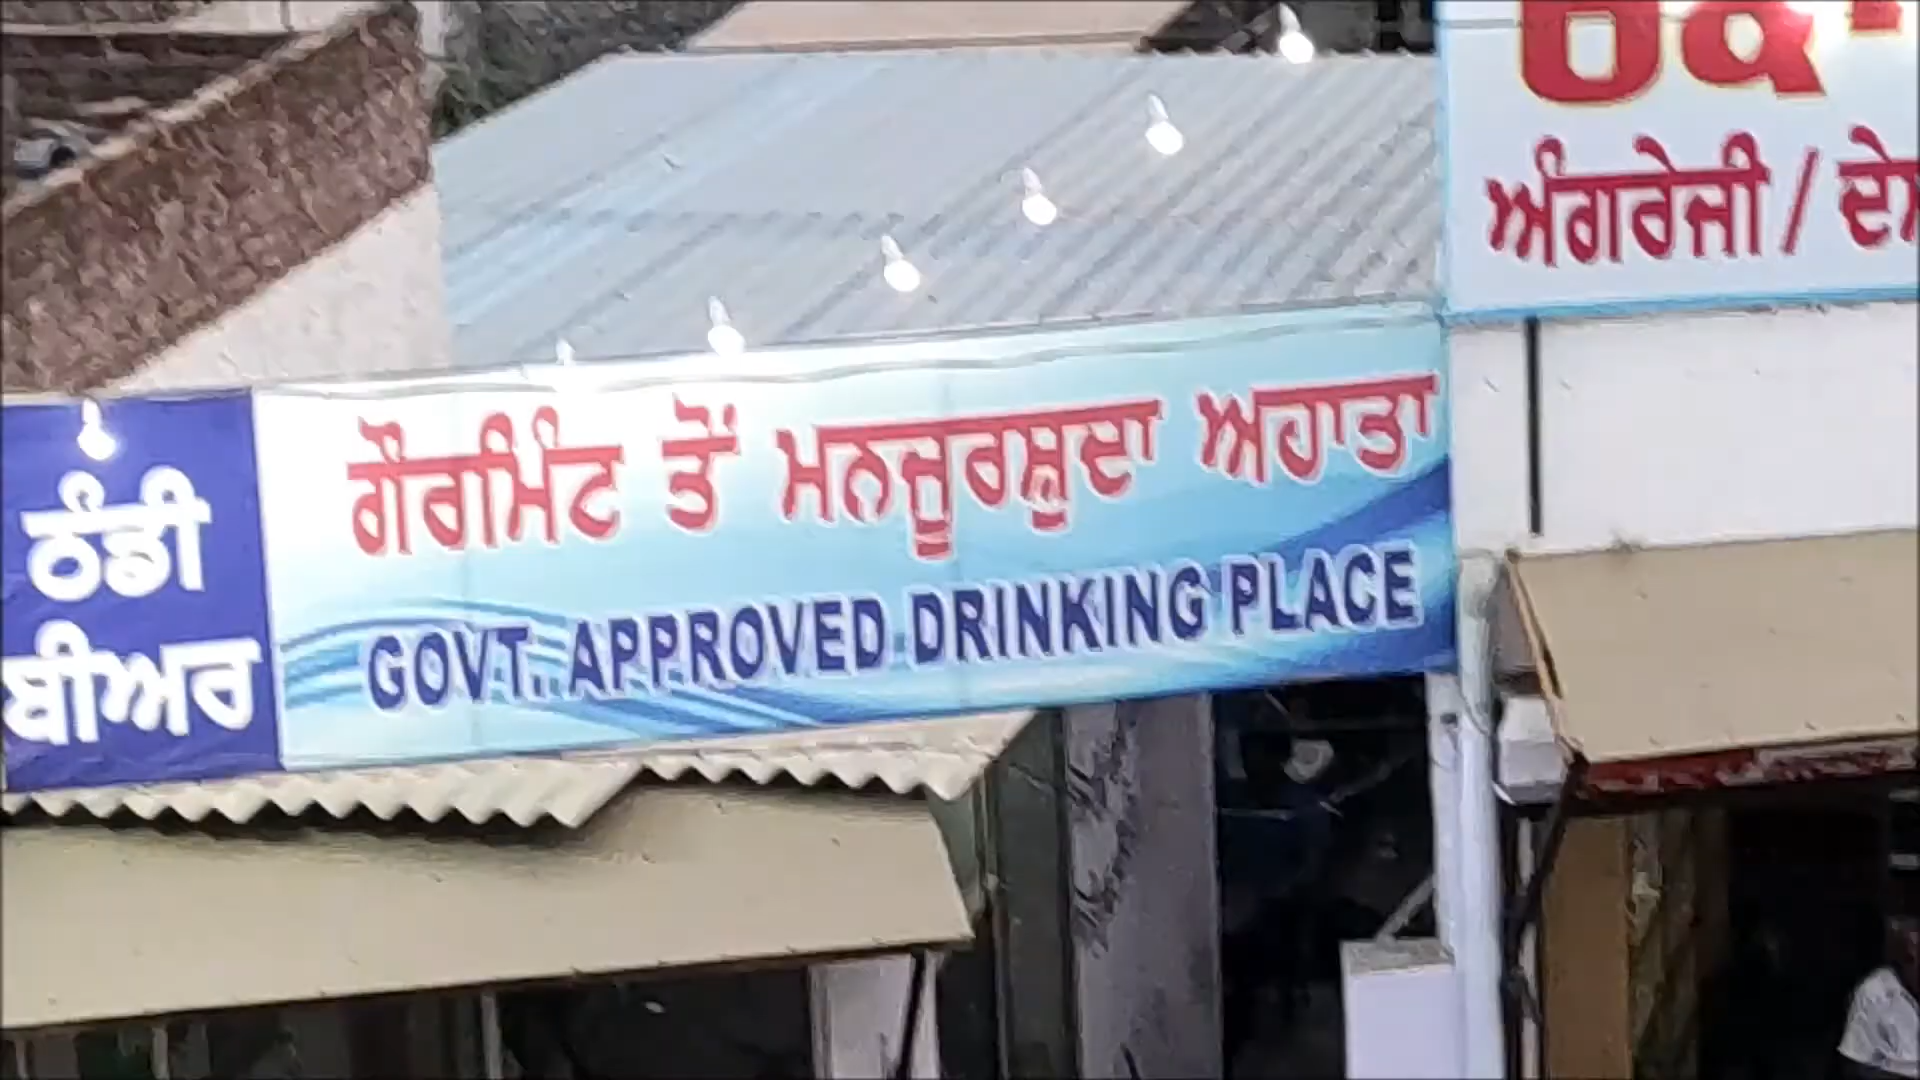 ਠੰਡੀ
ਬੀਅਰ
ਗੌਰਮਿੰਟ ਤੋਂ ਮਨਜੂਰਸ਼ੁਦਾ ਅਹਾਤਾ
GOVT. APPROVED DRINKING PLACE
ਅੰਗਰੇਜੀ /